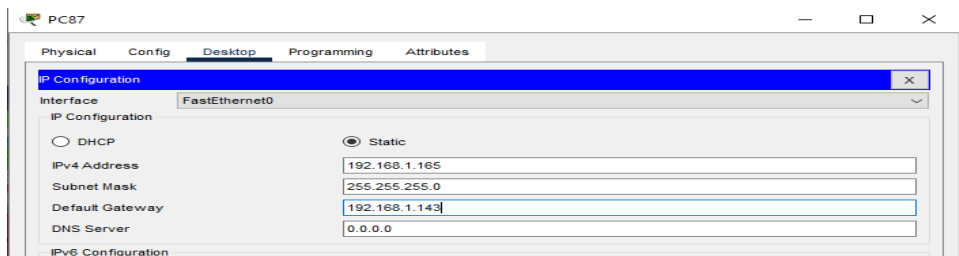 PC87
Physical Config Desktop Programming Attributes
IP Configuration X
Interface FastEthernet0
IP Configuration
DHCP Static
IPv4 Address 192.168.1.165
Subnet Mask 255.255.255.0
Default Gateway 192.168.1.143
DNS Server 0.0.0.0
IPv6 Configuration